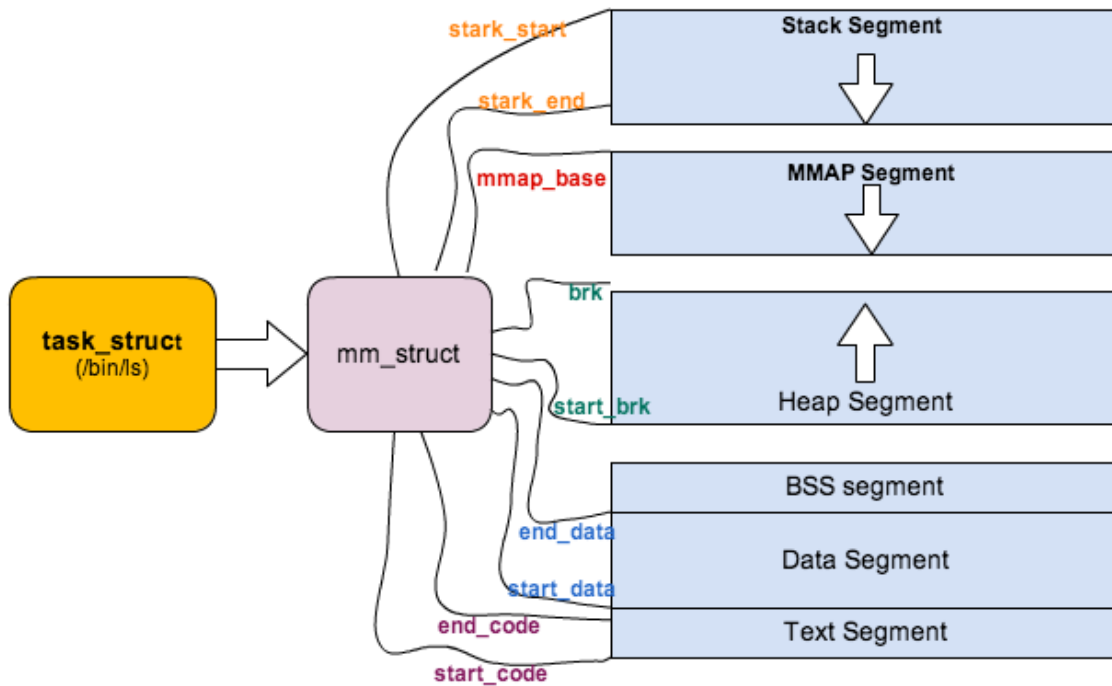 stark_start
Stack Segment
stark_end
mmap_base
MMAP Segment
brk
task_struct
(/bin/ls)
mm_struct
start_brk
Heap Segment
BSS segment
end_data
Data Segment
start_data
end_code
Text Segment
start_code